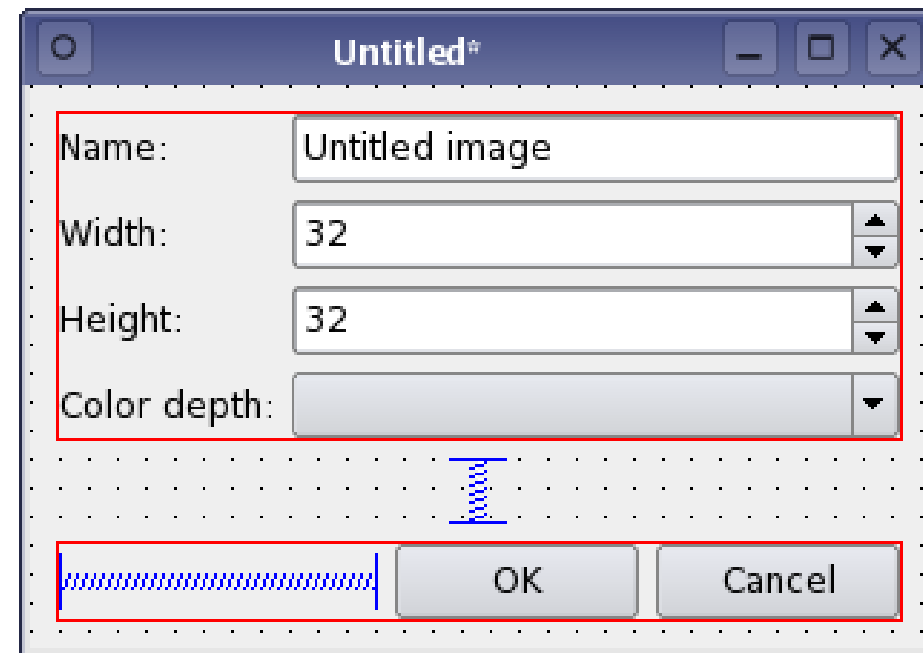 Untitled*
Name: Untitled image
Width: 32
Height: 32
Color depth:
OK Cancel